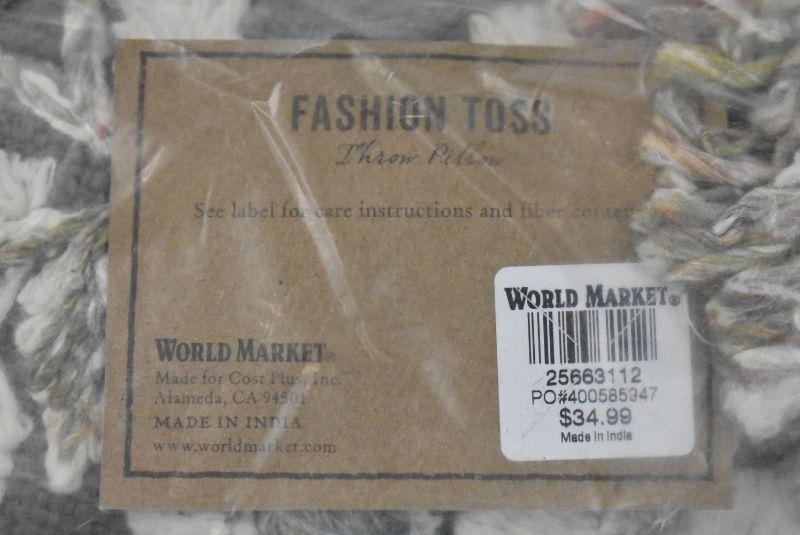 FASHION TOSS
Throw Pillow
See label for care instructions and fiber content
WORLD MARKET®
Made for Cost Plus, Inc.
Alameda, CA 94501
MADE IN INDIA
www.worldmarket.com
WORLD MARKET®
25663112
PO#400585947
$34.99
Made in India